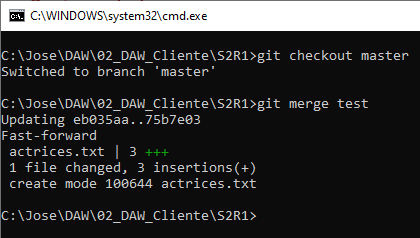 C:\WINDOWS\system32\cmd.exe
C:\Jose\DAW\02_DAW_Cliente\S2R1>git checkout master
Switched to branch 'master'
C:\Jose\DAW\02_DAW_Cliente\S2R1>git merge test
Updating eb035aa..75b7e03
Fast-forward
 actrices.txt | 3 +++
 1 file changed, 3 insertions(+)
 create mode 100644 actrices.txt
C:\Jose\DAW\02_DAW_Cliente\S2R1>